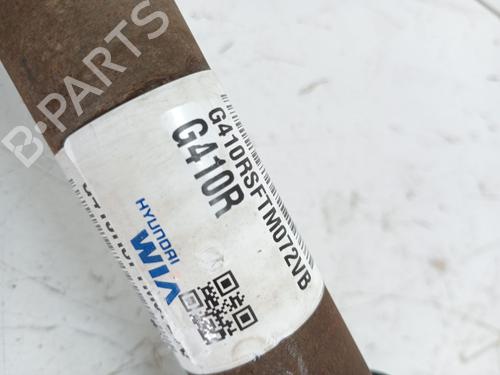 B-PARTS
G410RSFTM072VB
G410R
HYUNDAI
WIA